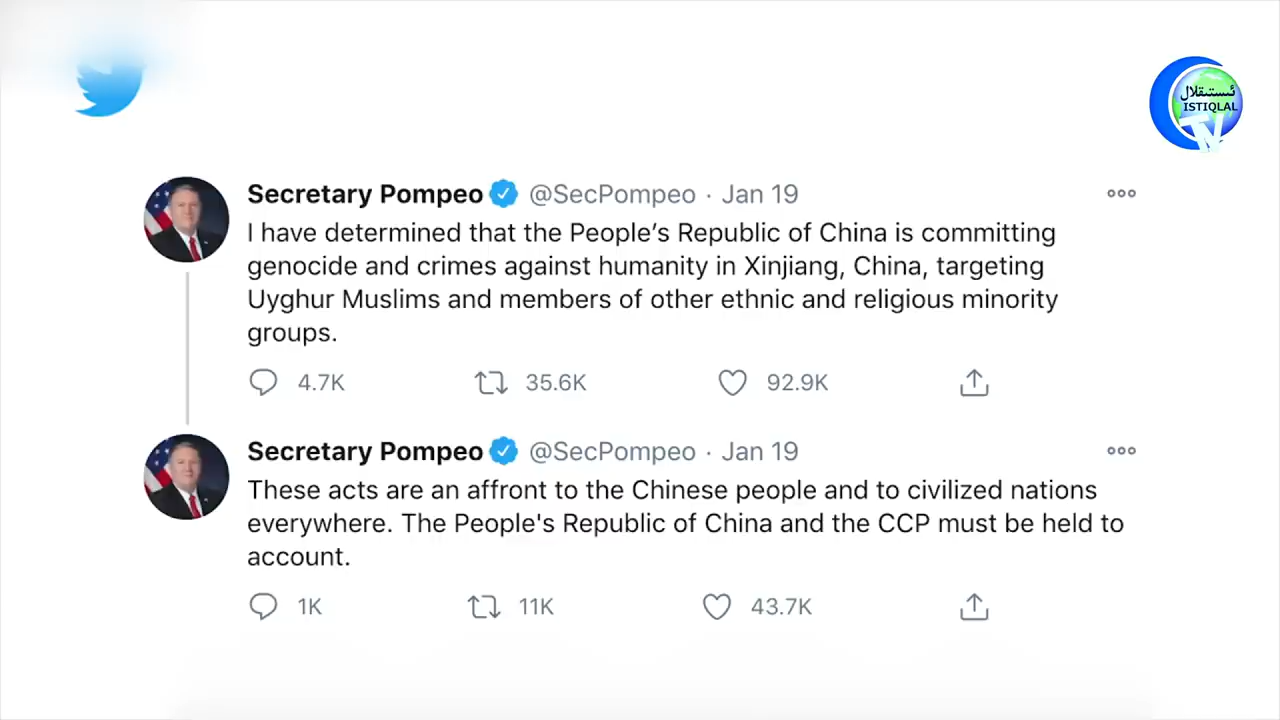 ئىستىقلال
ISTIQLAL
TV
Secretary Pompeo @SecPompeo · Jan 19
I have determined that the People’s Republic of China is committing
genocide and crimes against humanity in Xinjiang, China, targeting
Uyghur Muslims and members of other ethnic and religious minority
groups.
4.7K 35.6K 92.9K
Secretary Pompeo @SecPompeo · Jan 19
These acts are an affront to the Chinese people and to civilized nations
everywhere. The People's Republic of China and the CCP must be held to
account.
1K 11K 43.7K